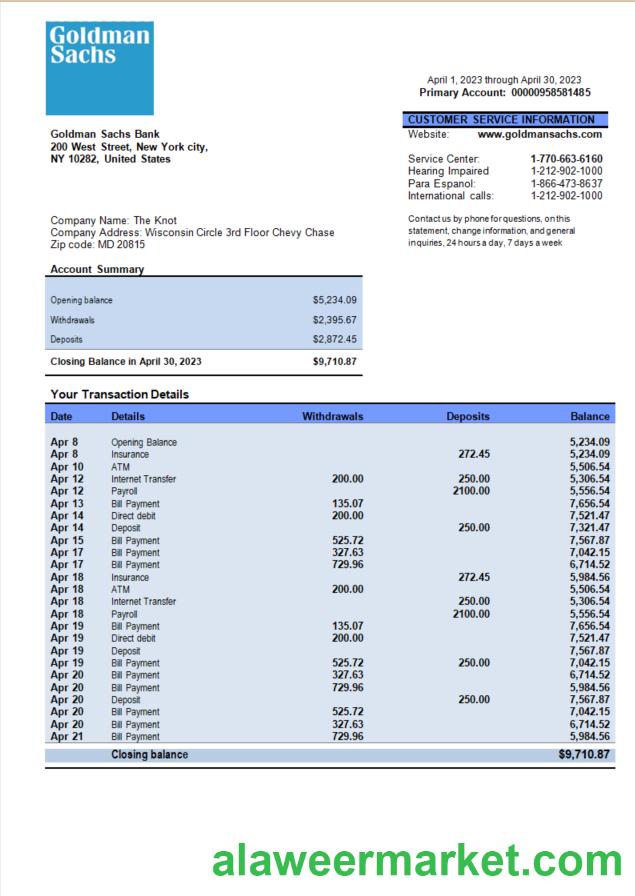 Goldman
Sachs
April 1, 2023 through April 30, 2023
Primary Account: 00000958581485
CUSTOMER SERVICE INFORMATION
Website: www.goldmansachs.com
Service Center: 1-770-663-6160
Hearing Impaired 1-212-902-1000
Para Espanol: 1-866-473-8637
International calls: 1-212-902-1000
Contact us by phone for questions, on this
statement, change information, and general
inquiries, 24 hours a day, 7 days a week
Goldman Sachs Bank
200 West Street, New York city,
NY 10282, United States
Company Name: The Knot
Company Address: Wisconsin Circle 3rd Floor Chevy Chase
Zip code: MD 20815
Account Summary
Opening balance $5,234.09
Withdrawals $2,395.67
Deposits $2,872.45
Closing Balance in April 30, 2023 $9,710.87
Your Transaction Details
Date Details Withdrawals Deposits Balance
Apr 8 Opening Balance 5,234.09
Apr 8 Insurance 272.45 5,234.09
Apr 10 ATM 5,506.54
Apr 12 Internet Transfer 200.00 250.00 5,306.54
Apr 12 Payroll 2100.00 5,556.54
Apr 13 Bill Payment 135.07 7,656.54
Apr 14 Direct debit 200.00 7,521.47
Apr 14 Deposit 250.00 7,321.47
Apr 15 Bill Payment 525.72 7,567.87
Apr 17 Bill Payment 327.63 7,042.15
Apr 17 Bill Payment 729.96 6,714.52
Apr 18 Insurance 272.45 5,984.56
Apr 18 ATM 200.00 5,506.54
Apr 18 Internet Transfer 250.00 5,306.54
Apr 18 Payroll 2100.00 5,556.54
Apr 19 Bill Payment 135.07 7,656.54
Apr 19 Direct debit 200.00 7,521.47
Apr 19 Deposit 7,567.87
Apr 19 Bill Payment 525.72 250.00 7,042.15
Apr 20 Bill Payment 327.63 6,714.52
Apr 20 Bill Payment 729.96 5,984.56
Apr 20 Deposit 250.00 7,567.87
Apr 20 Bill Payment 525.72 7,042.15
Apr 20 Bill Payment 327.63 6,714.52
Apr 21 Bill Payment 729.96 5,984.56
Closing balance $9,710.87
alaweermarket.com